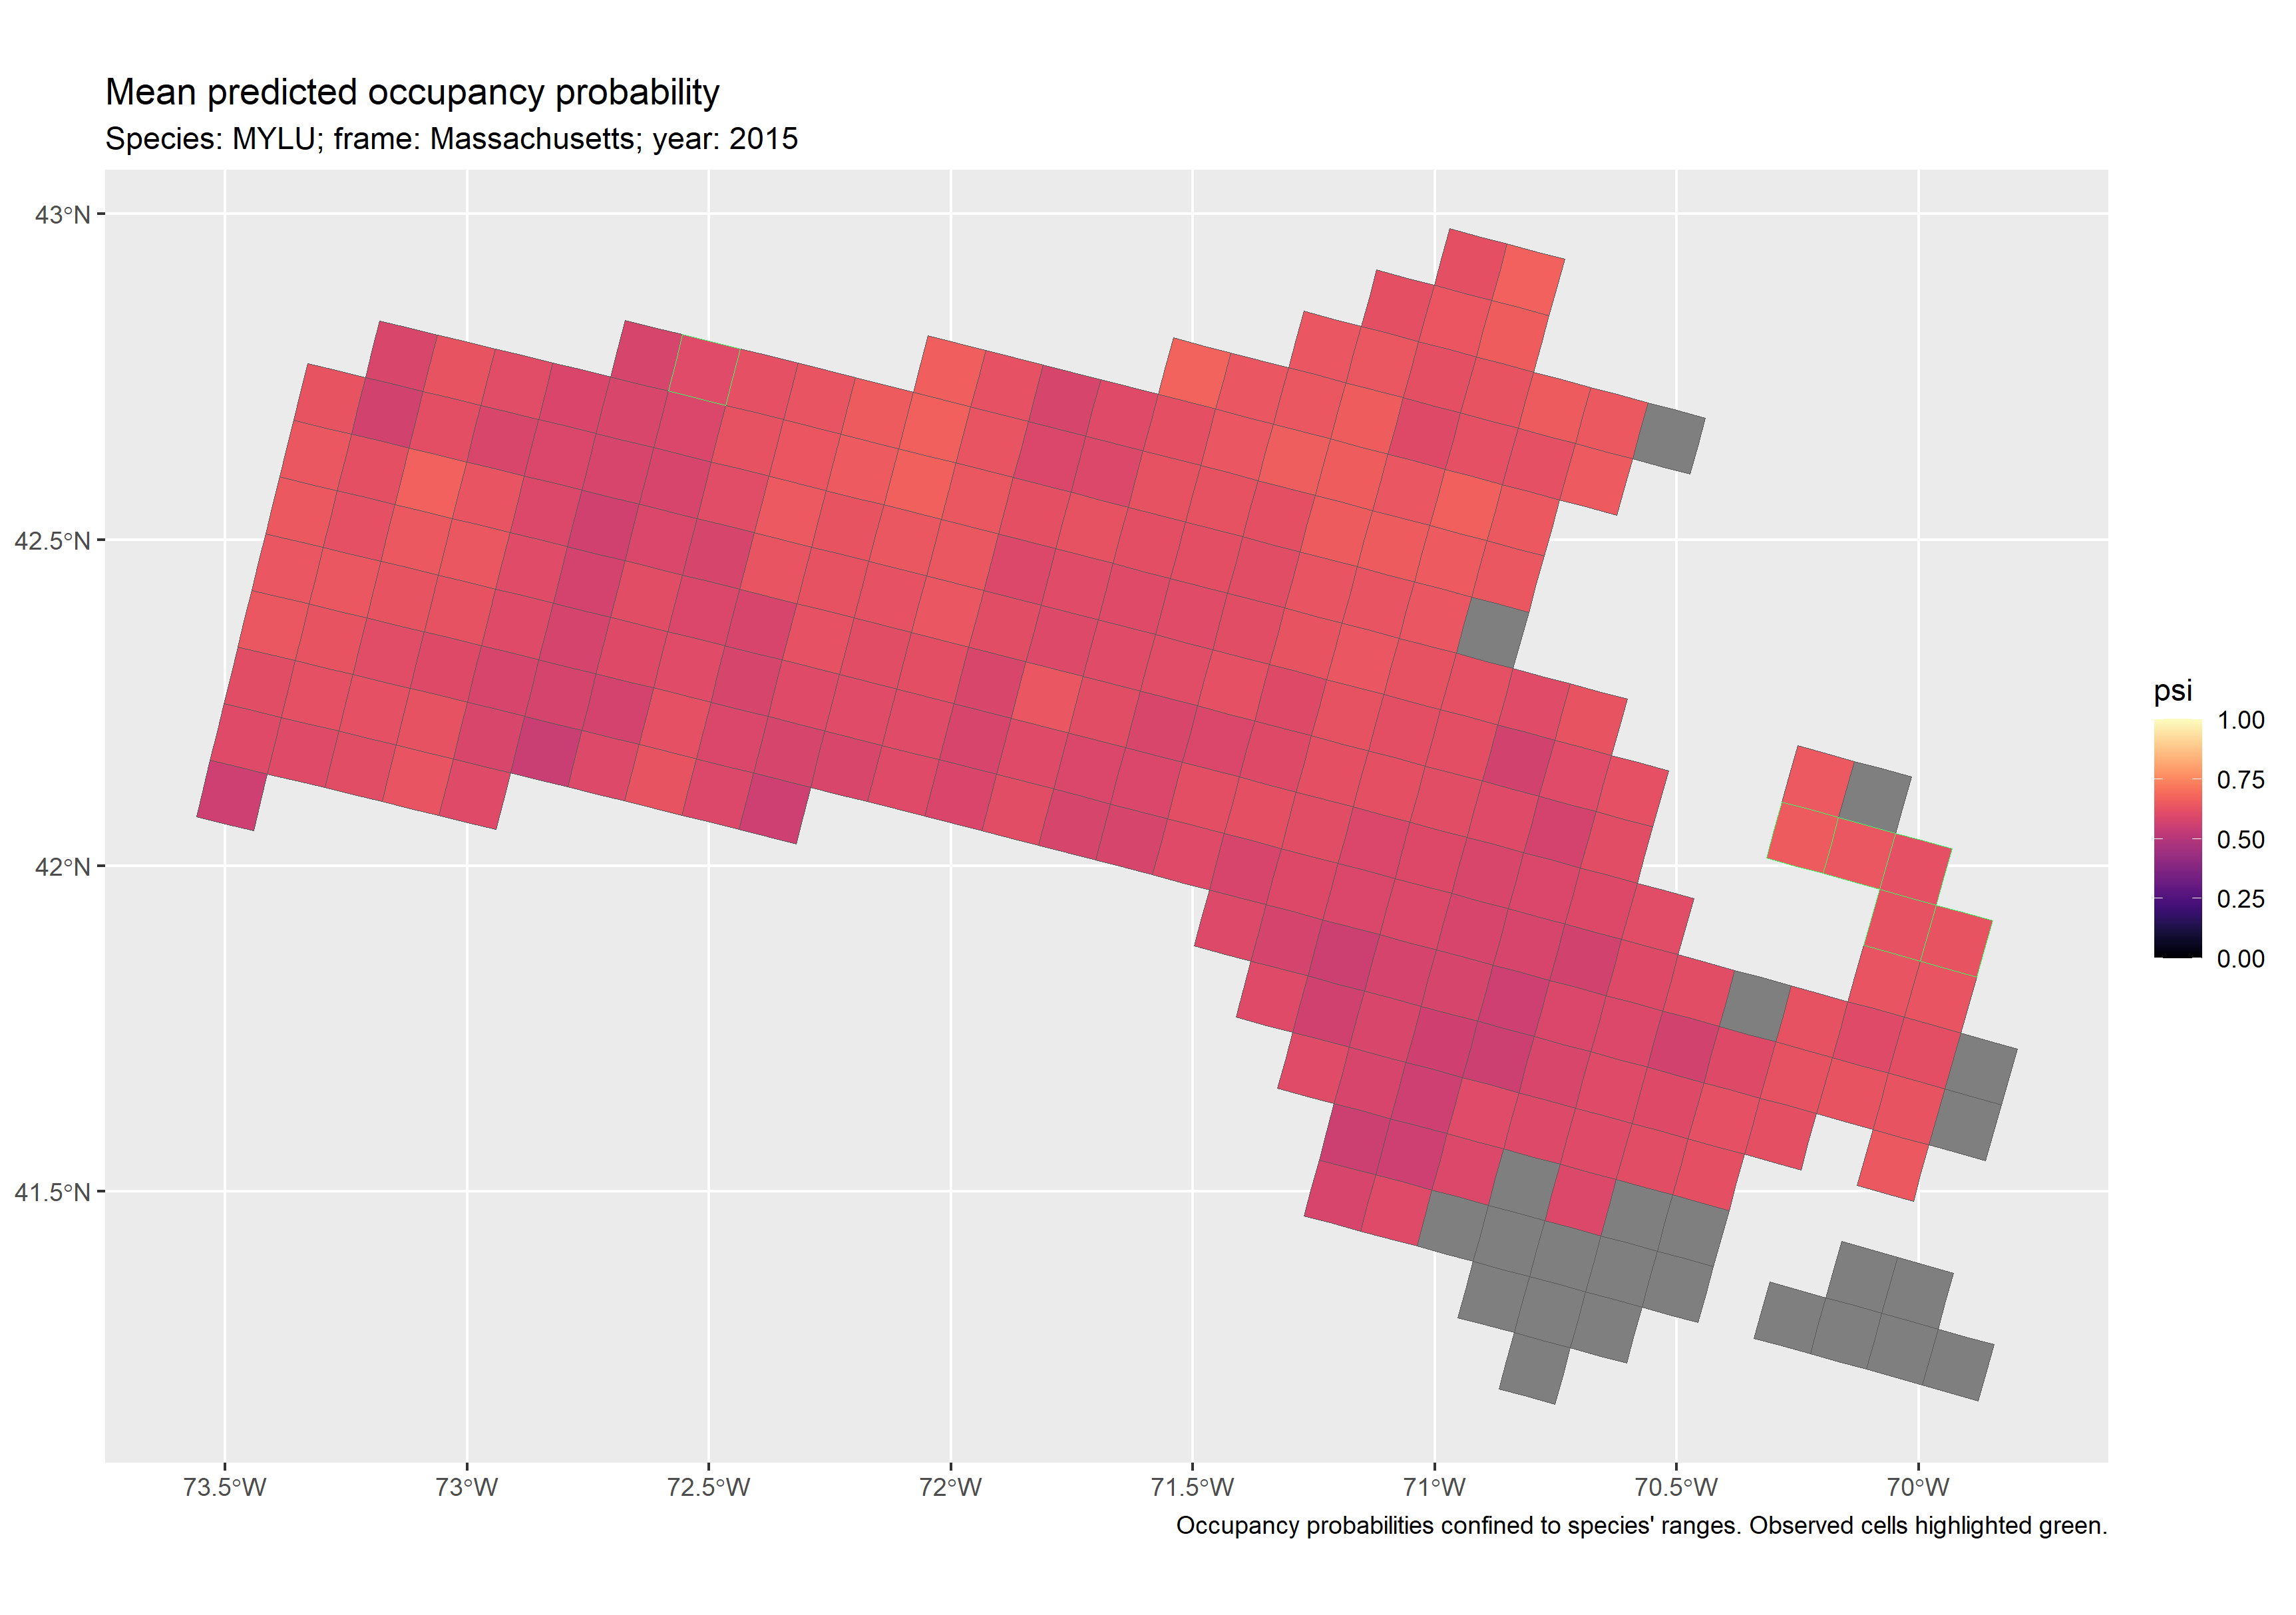 Mean predicted occupancy probability
Species: MYLU; frame: Massachusetts; year: 2015
43°N
42.5°N
42°N
41.5°N
73.5°W
73°W
72.5°W
72°W
71.5°W
71°W
70.5°W
70°W
psi
1.00
0.75
0.50
0.25
0.00
Occupancy probabilities confined to species' ranges. Observed cells highlighted green.